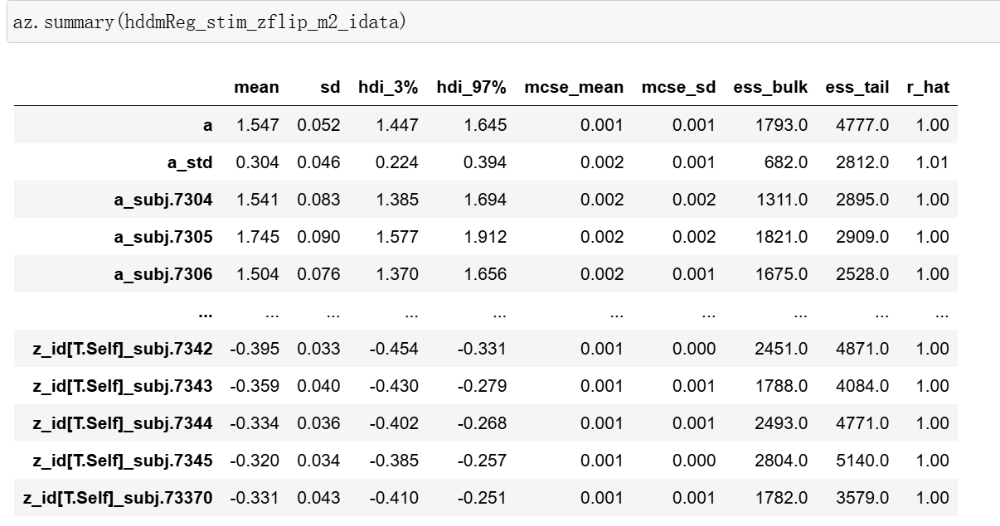 az.summary(hddmReg_stim_zflip_m2_idata)
mean sd hdi_3% hdi_97% mcse_mean mcse_sd ess_bulk ess_tail r_hat
a 1.547 0.052 1.447 1.645 0.001 0.001 1793.0 4777.0 1.00
a_std 0.304 0.046 0.224 0.394 0.002 0.001 682.0 2812.0 1.01
a_subj.7304 1.541 0.083 1.385 1.694 0.002 0.002 1311.0 2895.0 1.00
a_subj.7305 1.745 0.090 1.577 1.912 0.002 0.002 1821.0 2909.0 1.00
a_subj.7306 1.504 0.076 1.370 1.656 0.002 0.001 1675.0 2528.0 1.00
... ... ... ... ... ... ... ... ... ...
z_id[T.Self]_subj.7342 -0.395 0.033 -0.454 -0.331 0.001 0.000 2451.0 4871.0 1.00
z_id[T.Self]_subj.7343 -0.359 0.040 -0.430 -0.279 0.001 0.001 1788.0 4084.0 1.00
z_id[T.Self]_subj.7344 -0.334 0.036 -0.402 -0.268 0.001 0.001 2493.0 4771.0 1.00
z_id[T.Self]_subj.7345 -0.320 0.034 -0.385 -0.257 0.001 0.000 2804.0 5140.0 1.00
z_id[T.Self]_subj.73370 -0.331 0.043 -0.410 -0.251 0.001 0.001 1782.0 3579.0 1.00